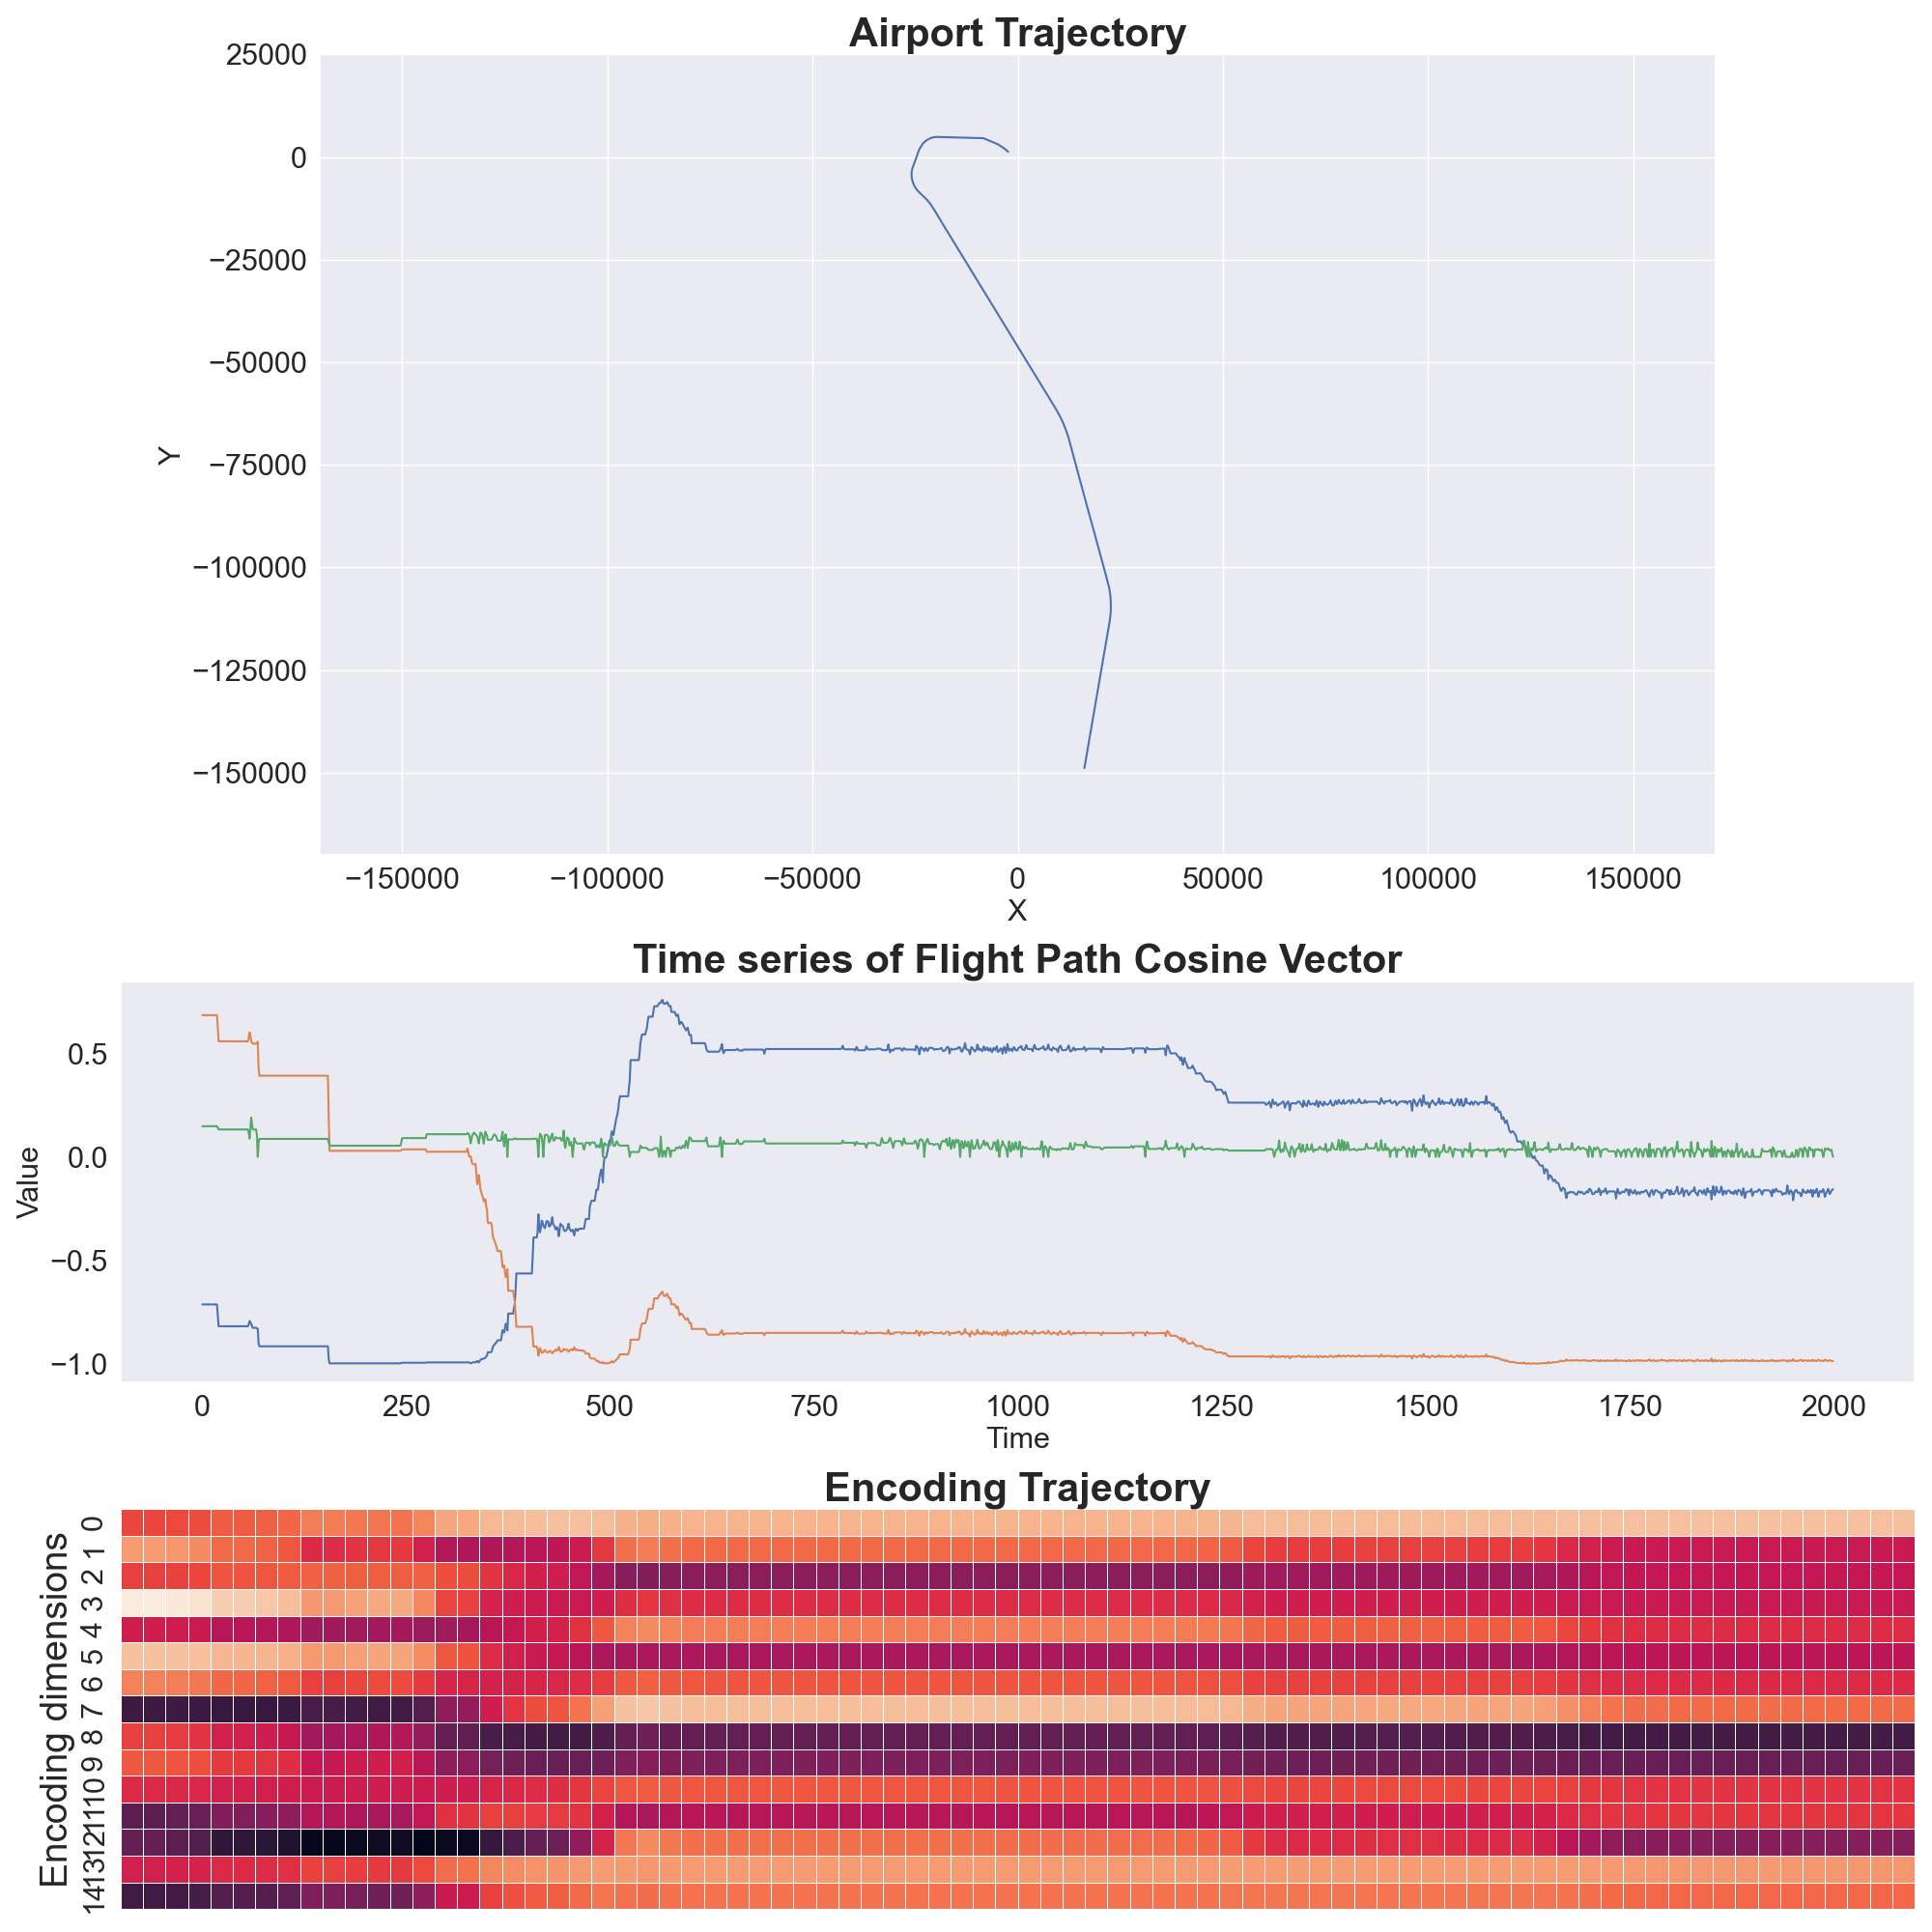 Airport Trajectory
25000
0
−25000
−50000
−75000
−100000
−125000
−150000
Y
−150000 −100000 −50000 0 50000 100000 150000
X
Time series of Flight Path Cosine Vector
0.5
0.0
−0.5
−1.0
Value
0 250 500 750 1000 1250 1500 1750 2000
Time
Encoding Trajectory
Encoding dimensions
0
1
2
3
4
5
6
7
8
9
10
11
12
13
14